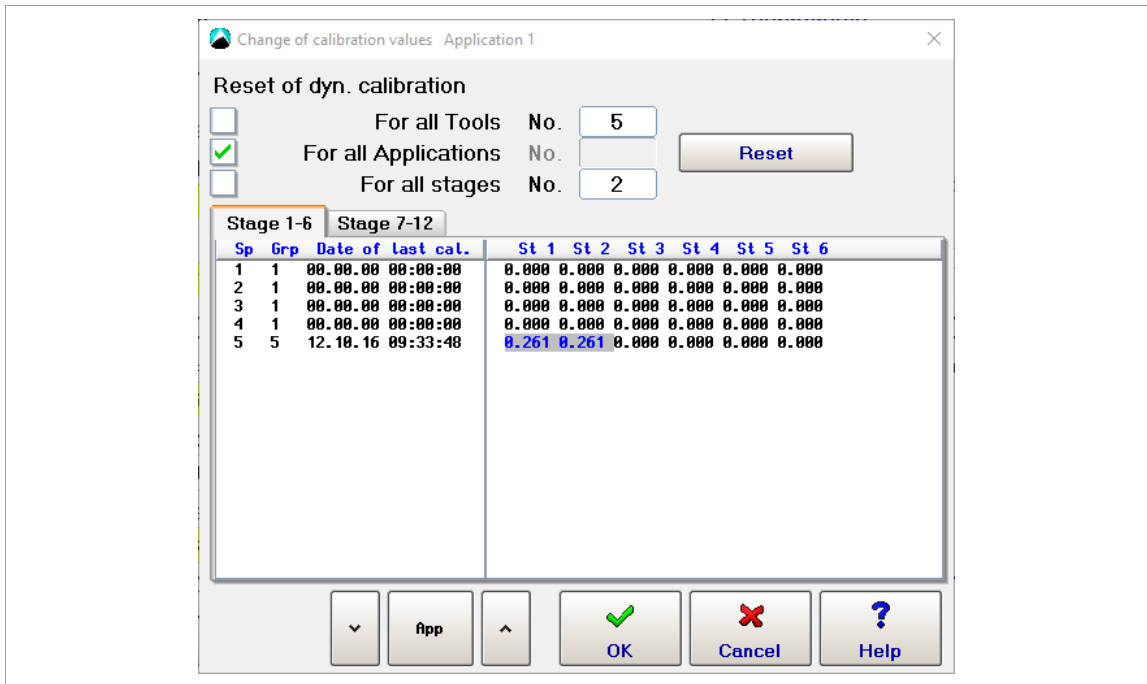 Change of calibration values Application 1
Reset of dyn. calibration
For all Tools No. 5
For all Applications No.
Reset
For all stages No. 2
Stage 1-6 Stage 7-12
Sp Grp Date of last cal. St 1 St 2 St 3 St 4 St 5 St 6
1 1 00.00.00 00:00:00 0.000 0.000 0.000 0.000 0.000 0.000
2 1 00.00.00 00:00:00 0.000 0.000 0.000 0.000 0.000 0.000
3 1 00.00.00 00:00:00 0.000 0.000 0.000 0.000 0.000 0.000
4 1 00.00.00 00:00:00 0.000 0.000 0.000 0.000 0.000 0.000
5 5 12.10.16 09:33:48 0.261 0.261 0.000 0.000 0.000 0.000
App
OK Cancel Help